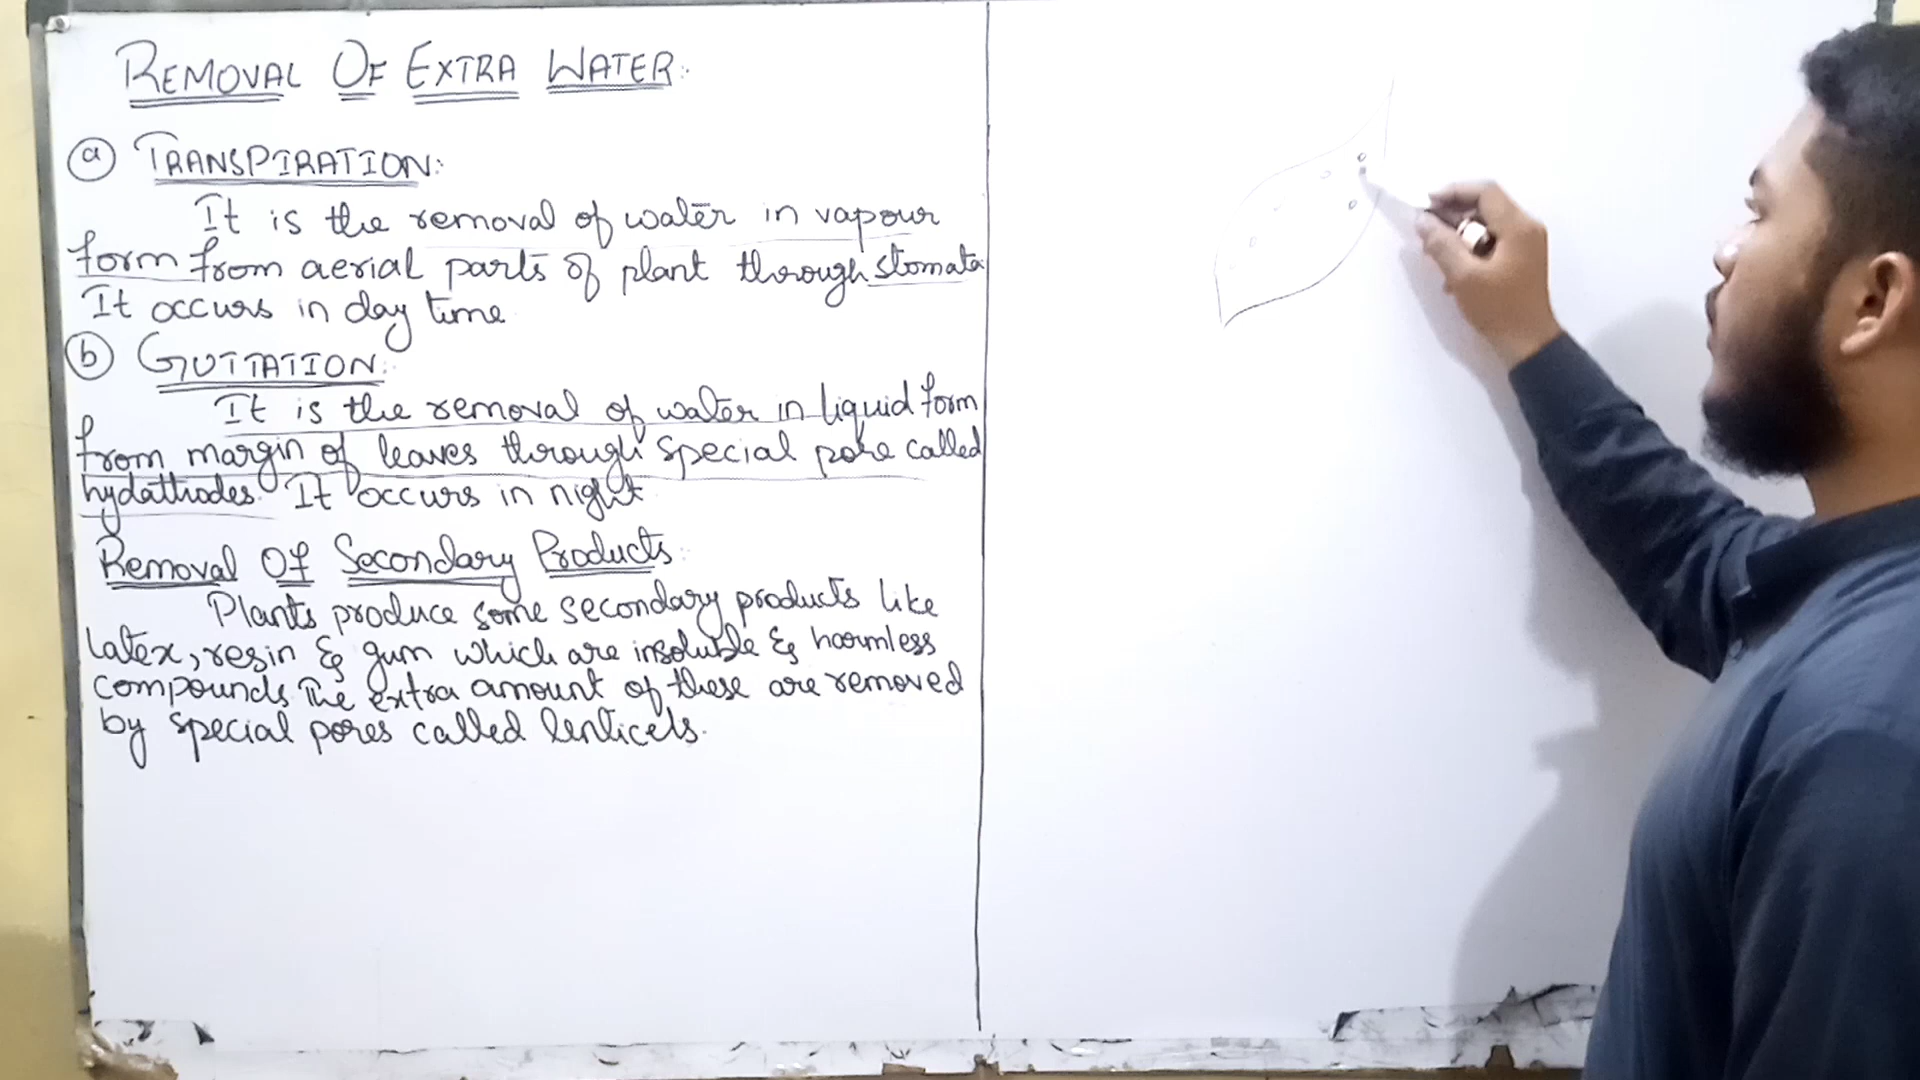 REMOVAL OF EXTRA WATER:
a TRANSPIRATION:
It is the removal of water in vapour
form from aerial parts of plant through stomata
It occurs in day time
b GUTTATION:
It is the removal of water in liquid form
from margin of leaves through special pore called
hydathodes. It occurs in night
Removal Of Secondary Products:
Plants produce some secondary products like
latex, resin & gum which are insoluble & harmless
compounds. The extra amount of these are removed
by special pores called lenticels.